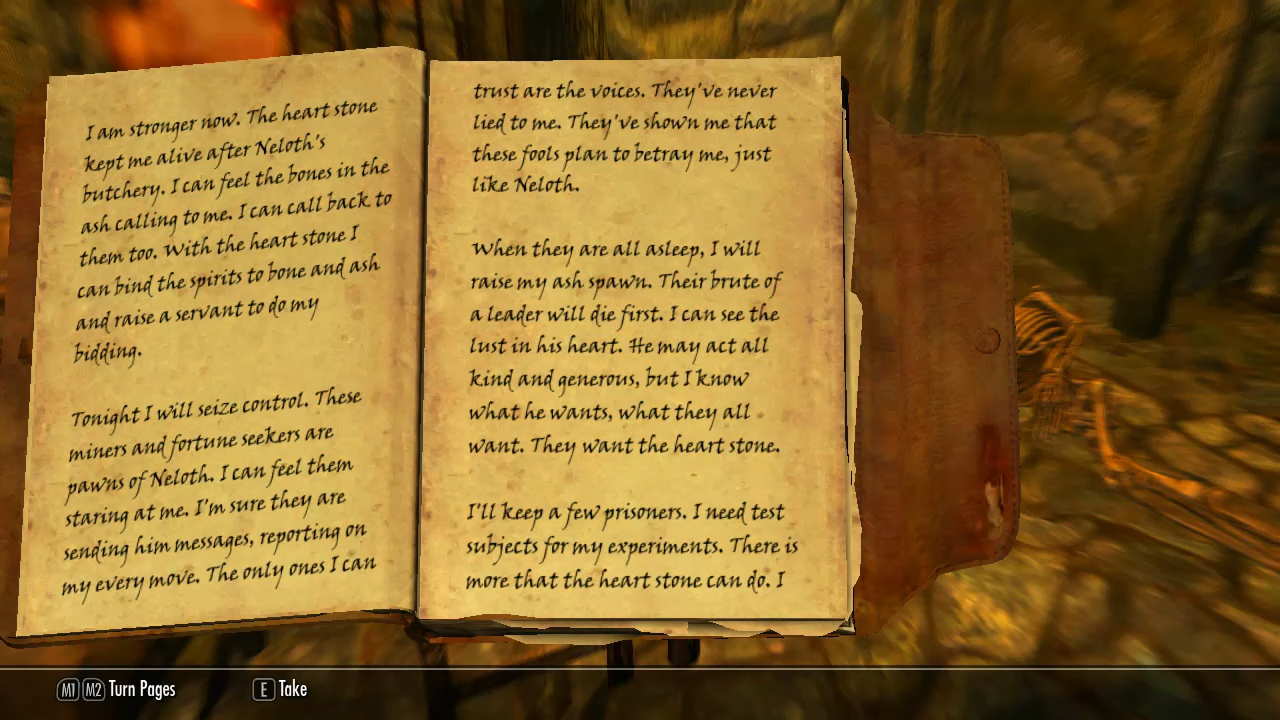 I am stronger now. The heart stone
kept me alive after Neloth's
butchery. I can feel the bones in the
ash calling to me. I can call back to
them too. With the heart stone I
can bind the spirits to bone and ash
and raise a servant to do my
bidding.
Tonight I will seize control. These
miners and fortune seekers are
pawns of Neloth. I can feel them
staring at me. I'm sure they are
sending him messages, reporting on
my every move. The only ones I can
trust are the voices. They've never
lied to me. They've shown me that
these fools plan to betray me, just
like Neloth.
When they are all asleep, I will
raise my ash spawn. Their brute of
a leader will die first. I can see the
lust in his heart. He may act all
kind and generous, but I know
what he wants, what they all
want. They want the heart stone.
I'll keep a few prisoners. I need test
subjects for my experiments. There is
more that the heart stone can do. I
M1 M2 Turn Pages E Take